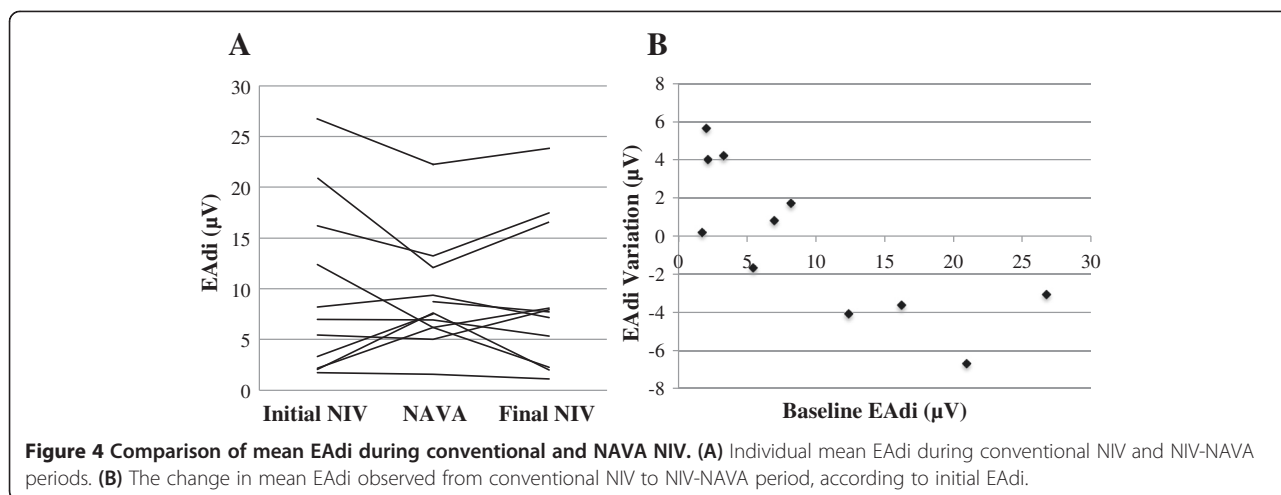 A
B
30
25
20
15
10
5
0
EAdi (µV)
Initial NIV NAVA Final NIV
8
6
4
2
0
-2
-4
-6
-8
EAdi Variation (µV)
0 5 10 15 20 25 30
Baseline EAdi (µV)
Figure 4 Comparison of mean EAdi during conventional and NAVA NIV. (A) Individual mean EAdi during conventional NIV and NIV-NAVA
periods. (B) The change in mean EAdi observed from conventional NIV to NIV-NAVA period, according to initial EAdi.